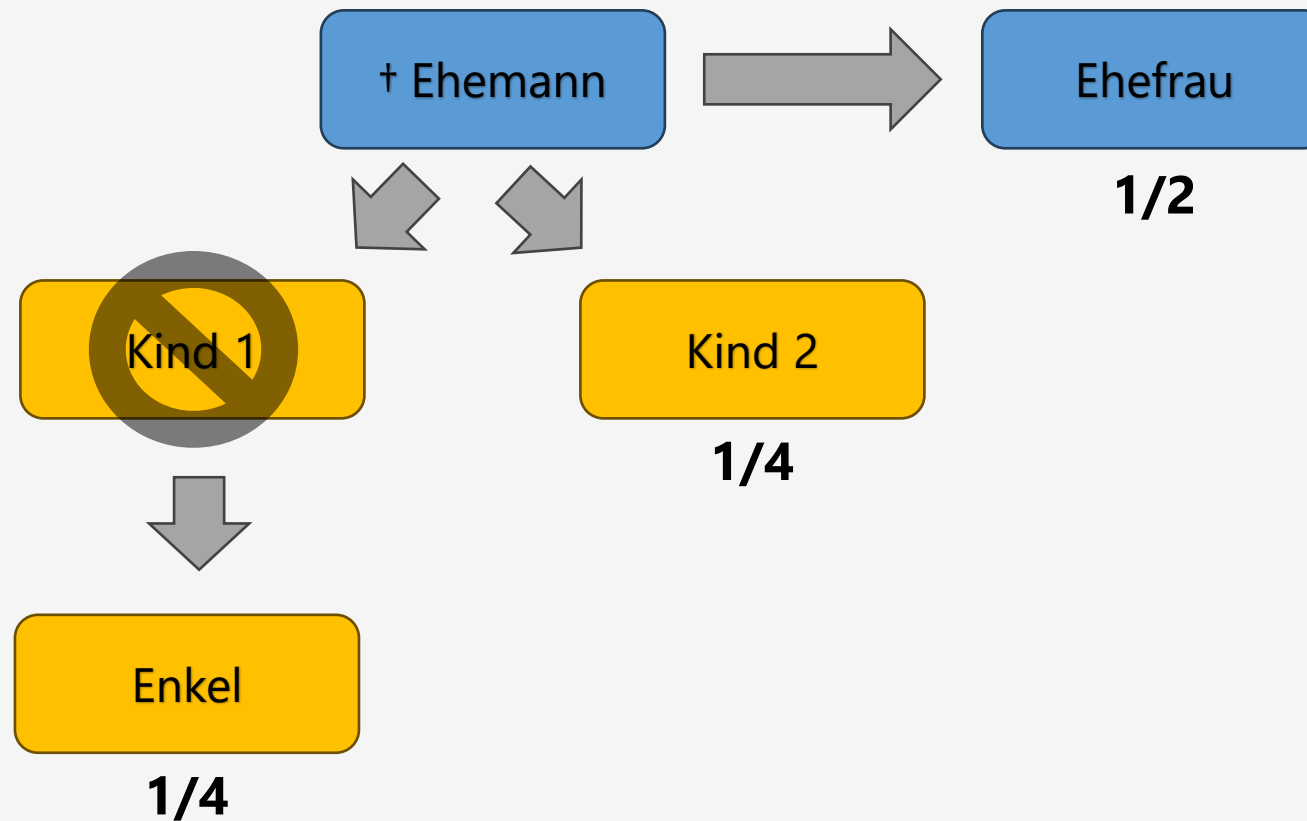 † Ehemann
Ehefrau
1/2
Kind 1
Kind 2
1/4
Enkel
1/4